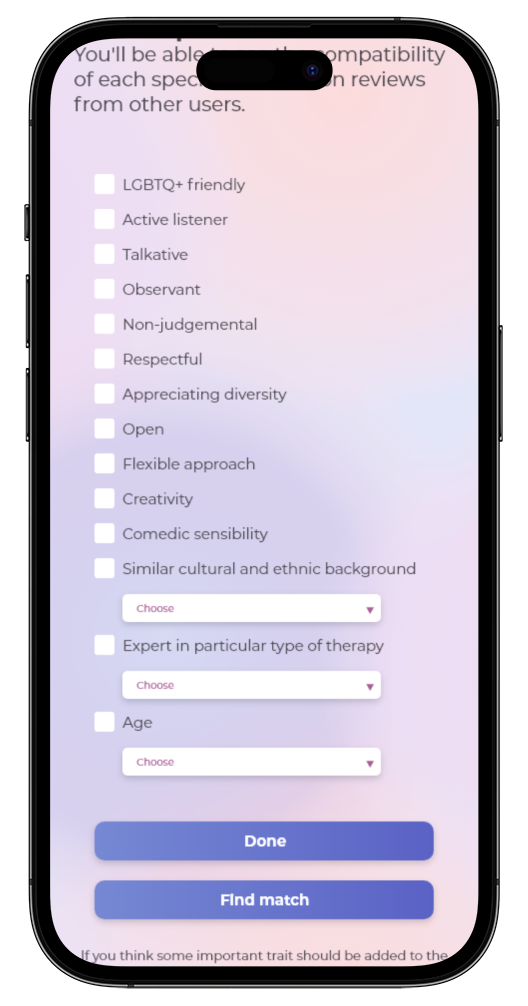 You'll be able compatibility
of each spec on reviews
from other users.
LGBTQ+ friendly
Active listener
Talkative
Observant
Non-judgemental
Respectful
Appreciating diversity
Open
Flexible approach
Creativity
Comedic sensibility
Similar cultural and ethnic background
Choose
Expert in particular type of therapy
Choose
Age
Choose
Done
Find match
If you think some important trait should be added to the